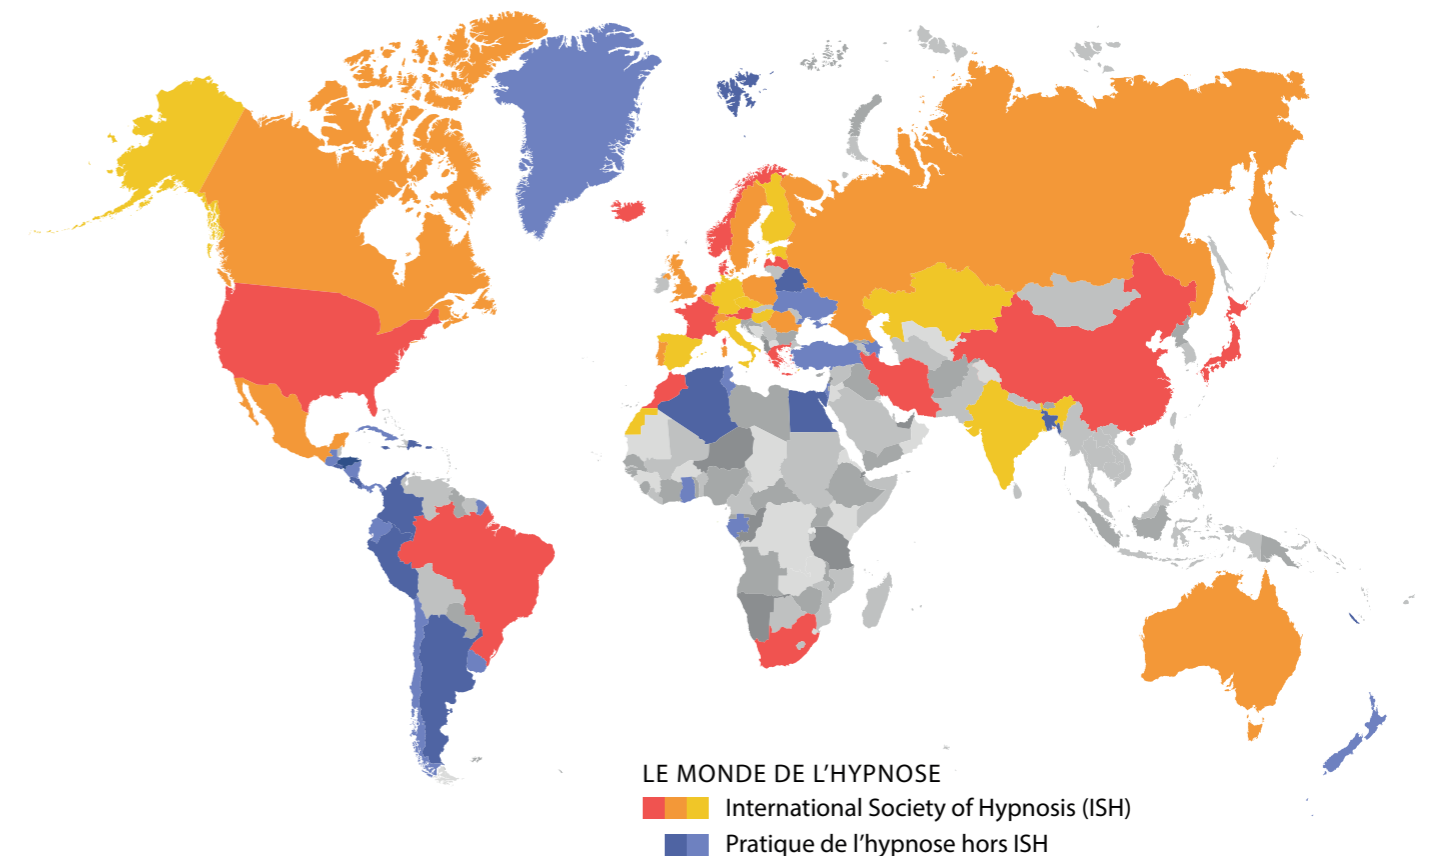 LE MONDE DE L’HYPNOSE
International Society of Hypnosis (ISH)
Pratique de l’hypnose hors ISH